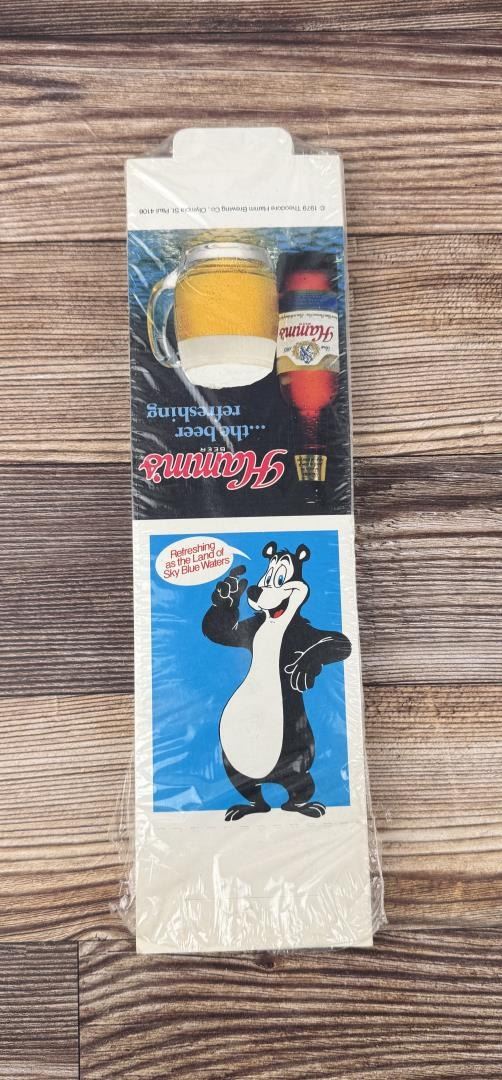 © 1979 Theodore Hamm Brewing Co., Olympia St. Paul 4106
Hamm's
BEER
...the beer
refreshing
Hamm's
Refreshing
as the Land of
Sky Blue Waters